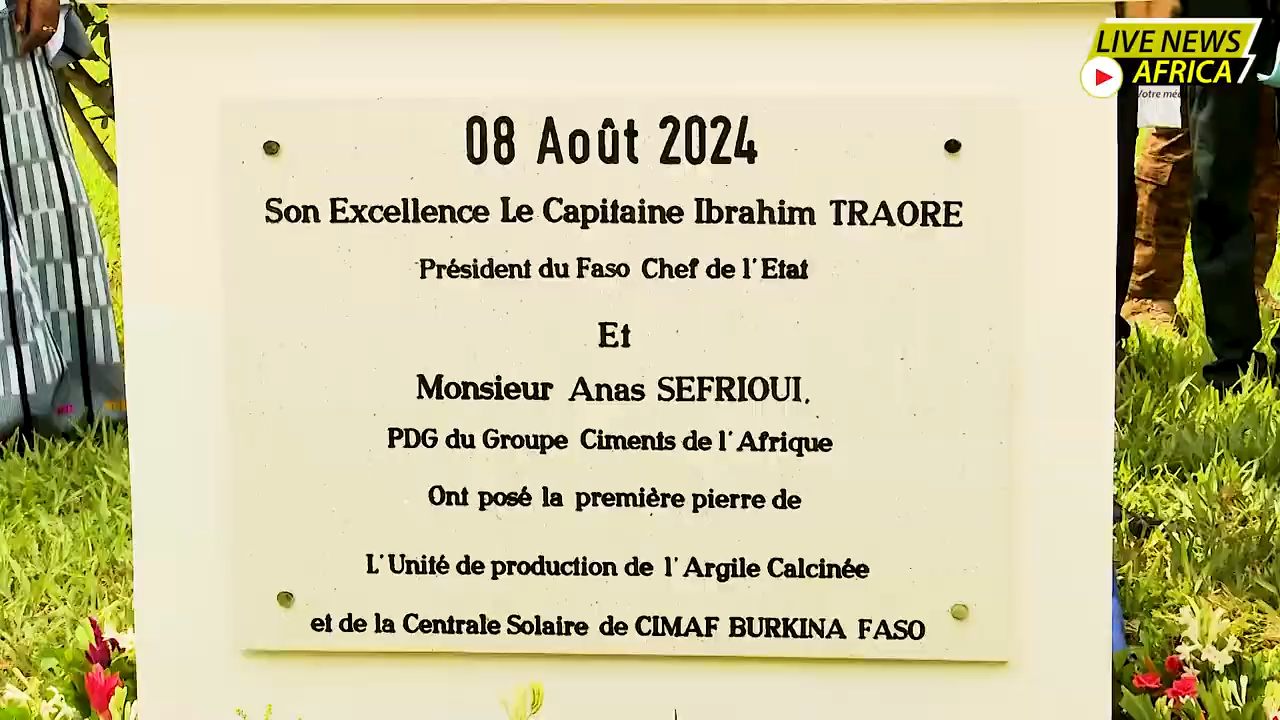 LIVE NEWS
AFRICA
Votre
08 Août 2024
Son Excellence Le Capitaine Ibrahim TRAORE
Président du Faso Chef de l'Etat
Et
Monsieur Anas SEFRIOUI.
PDG du Groupe Ciments de l'Afrique
Ont posé la première pierre de
L'Unité de production de l'Argile Calcinée
et de la Centrale Solaire de CIMAF BURKINA FASO